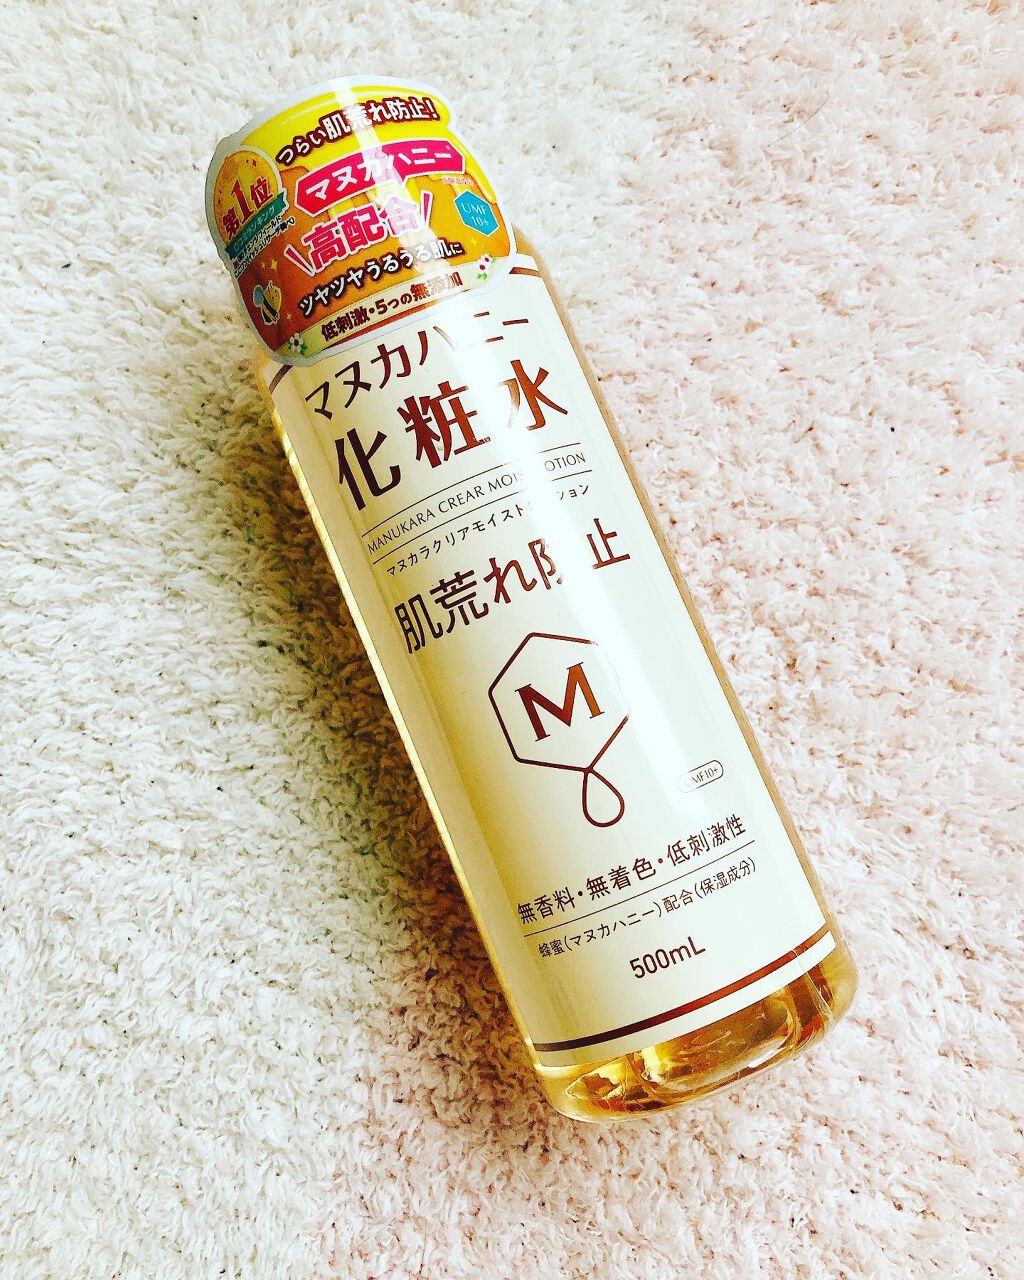 つらい肌荒れ防止!
第1位
マヌカハニー
高配合
UMF
10+
ツヤツヤうるうる肌に
低刺激・5つの無添加
マヌカハニー
化粧水
MANUKARA CREAR MOIST LOTION
マヌカラクリアモイストローション
肌荒れ防止
M
UMF10+
無香料・無着色・低刺激性
蜂蜜(マヌカハニー)配合(保湿成分)
500mL